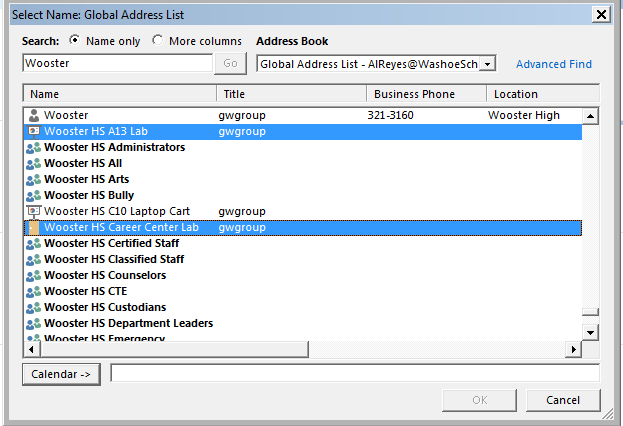 Select Name: Global Address List
Search: Name only More columns Address Book
Wooster Go Global Address List - AlReyes@WashoeSch Advanced Find
Name Title Business Phone Location
Wooster gwgroup 321-3160 Wooster High
Wooster HS A13 Lab gwgroup
Wooster HS Administrators
Wooster HS All
Wooster HS Arts
Wooster HS Bully
Wooster HS C10 Laptop Cart gwgroup
Wooster HS Career Center Lab gwgroup
Wooster HS Certified Staff
Wooster HS Classified Staff
Wooster HS Counselors
Wooster HS CTE
Wooster HS Custodians
Wooster HS Department Leaders
Wooster HS Emergency
Calendar ->
OK Cancel